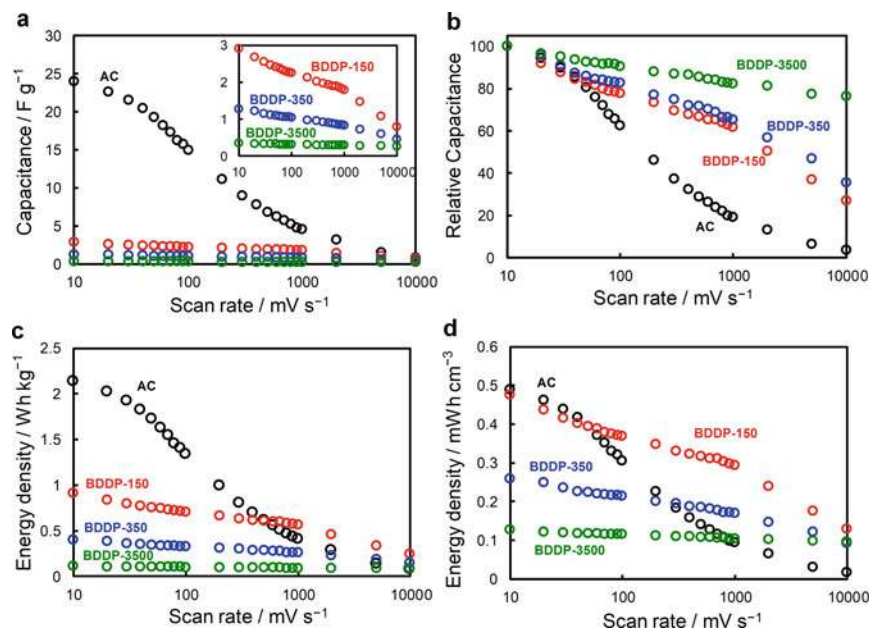 a
30
25
20
15
10
5
0
Capacitance / F g⁻¹
AC
3
2
1
0
BDDP-150
BDDP-350
BDDP-3500
10
100
1000
10000
10
100
1000
10000
Scan rate / mV s⁻¹
b
100
80
60
40
20
0
Relative Capacitance
BDDP-3500
BDDP-350
BDDP-150
AC
10
100
1000
10000
Scan rate / mV s⁻¹
c
2.5
2
1.5
1
0.5
0
Energy density / Wh kg⁻¹
AC
BDDP-150
BDDP-350
BDDP-3500
10
100
1000
10000
Scan rate / mV s⁻¹
d
0.6
0.5
0.4
0.3
0.2
0.1
0
Energy density / mWh cm⁻³
AC
BDDP-150
BDDP-350
BDDP-3500
10
100
1000
10000
Scan rate / mV s⁻¹